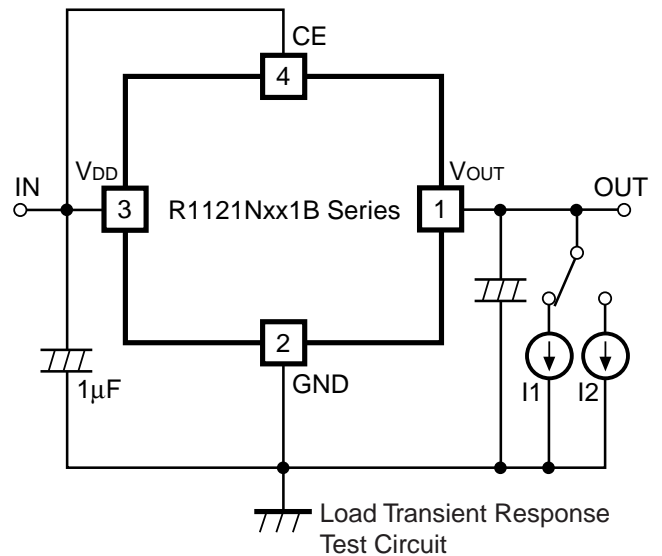 CE
4
VDD
VOUT
IN
OUT
3
R1121Nxx1B Series
1
2
GND
1μF
I1
I2
Load Transient Response
Test Circuit